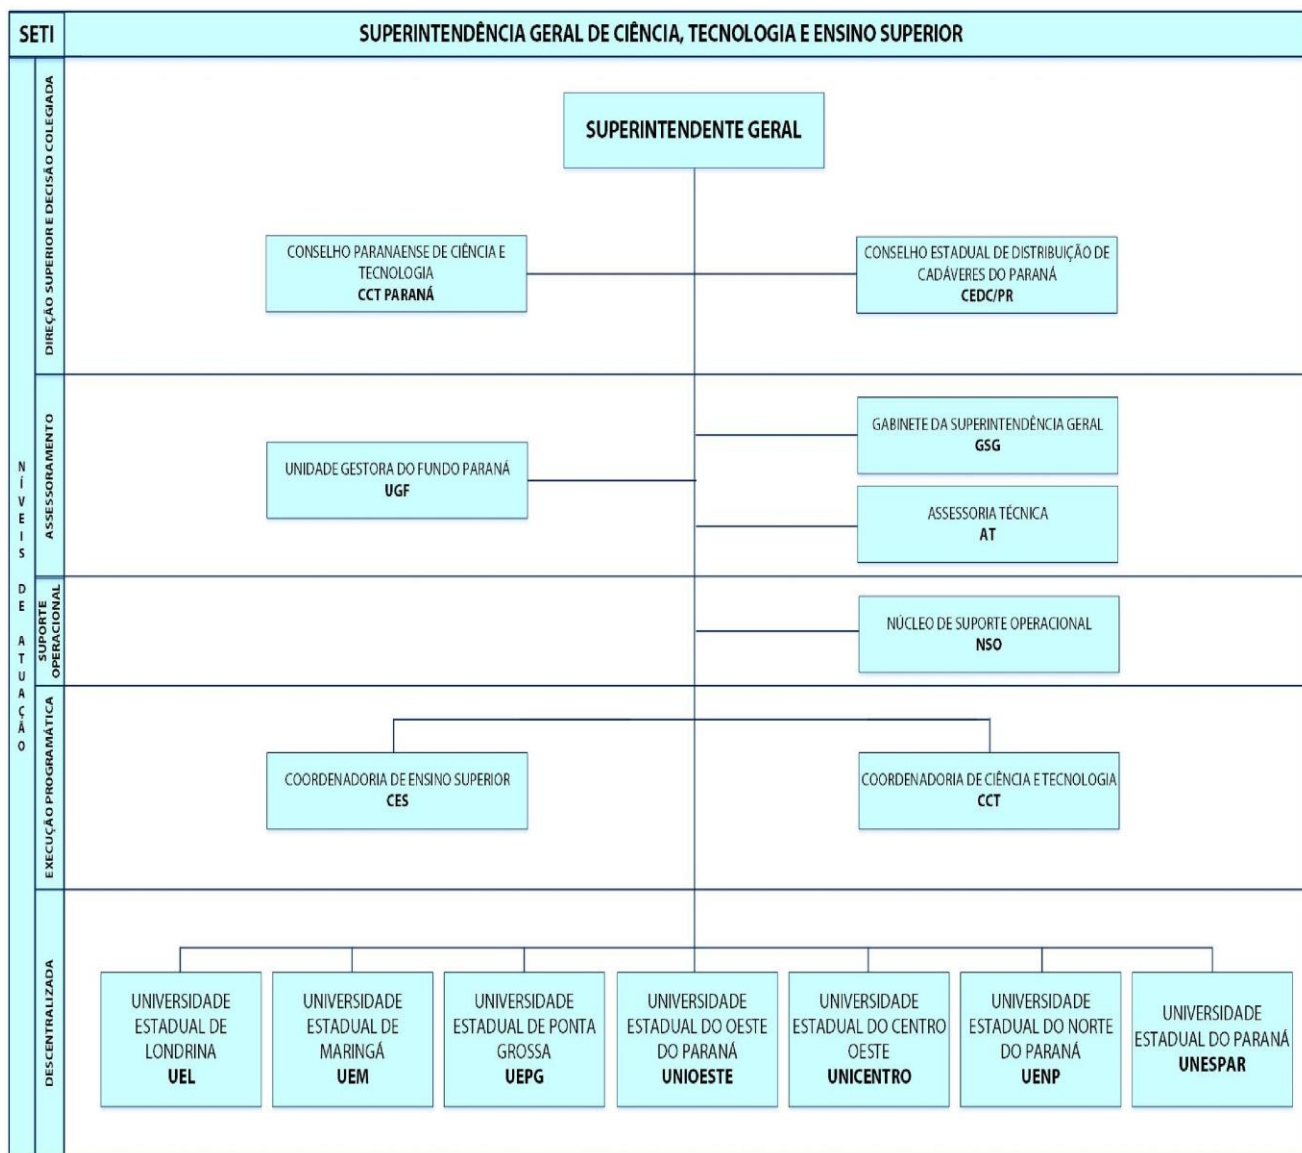 SETI
SUPERINTENDÊNCIA GERAL DE CIÊNCIA, TECNOLOGIA E ENSINO SUPERIOR
NÍVEIS DE ATUAÇÃO
DIREÇÃO SUPERIOR E DECISÃO COLEGIADA
SUPERINTENDENTE GERAL
CONSELHO PARANAENSE DE CIÊNCIA E
TECNOLOGIA
CCT PARANÁ
CONSELHO ESTADUAL DE DISTRIBUIÇÃO DE
CADÁVERES DO PARANÁ
CEDC/PR
ASSESSORAMENTO
UNIDADE GESTORA DO FUNDO PARANÁ
UGF
GABINETE DA SUPERINTENDÊNCIA GERAL
GSG
ASSESSORIA TÉCNICA
AT
SUPORTE
OPERACIONAL
NÚCLEO DE SUPORTE OPERACIONAL
NSO
EXECUÇÃO PROGRAMÁTICA
COORDENADORIA DE ENSINO SUPERIOR
CES
COORDENADORIA DE CIÊNCIA E TECNOLOGIA
CCT
DESCENTRALIZADA
UNIVERSIDADE
ESTADUAL DE
LONDRINA
UEL
UNIVERSIDADE
ESTADUAL DE
MARINGÁ
UEM
UNIVERSIDADE
ESTADUAL DE PONTA
GROSSA
UEPG
UNIVERSIDADE
ESTADUAL DO OESTE
DO PARANÁ
UNIOESTE
UNIVERSIDADE
ESTADUAL DO CENTRO
OESTE
UNICENTRO
UNIVERSIDADE
ESTADUAL DO NORTE
DO PARANÁ
UENP
UNIVERSIDADE
ESTADUAL DO PARANÁ
UNESPAR